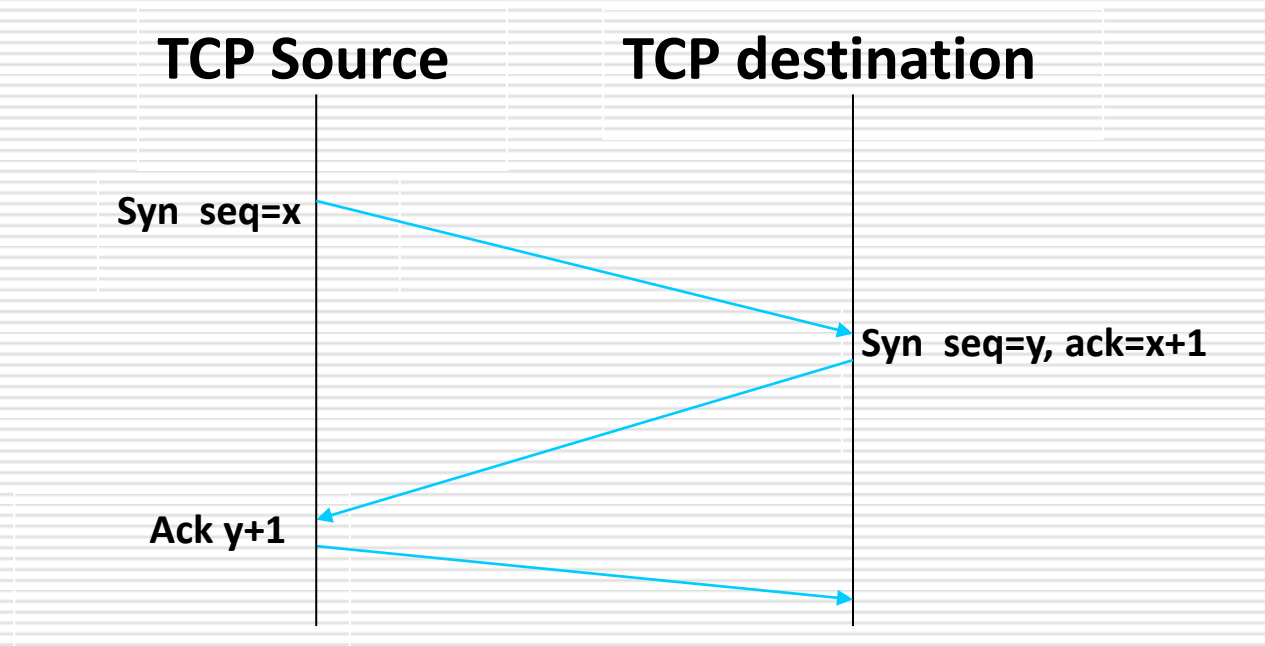 TCP Source
TCP destination
Syn  seq=x
Syn  seq=y, ack=x+1
Ack y+1